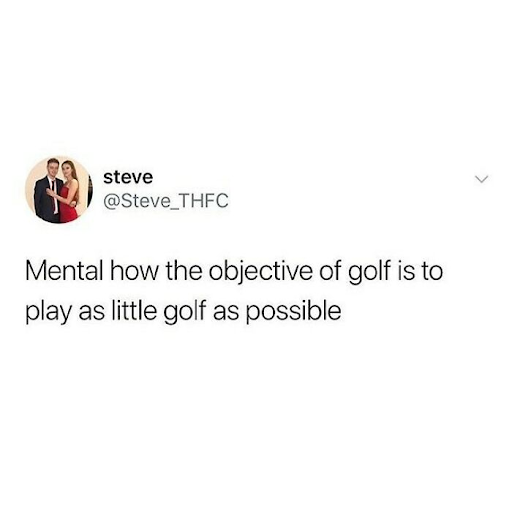 steve
@Steve_THFC
Mental how the objective of golf is to
play as little golf as possible